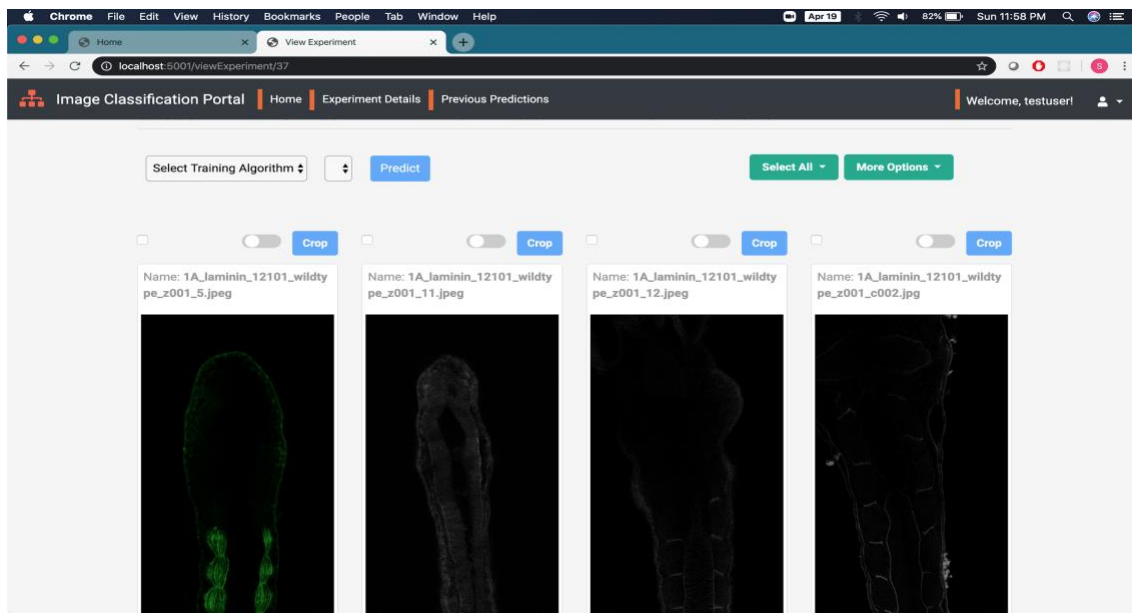 Chrome File Edit View History Bookmarks People Tab Window Help Apr 19 82% Sun 11:58 PM
Home View Experiment
localhost:5001/viewExperiment/37 S
Image Classification Portal Home Experiment Details Previous Predictions Welcome, testuser!
Select Training Algorithm Predict Select All More Options
Crop Crop Crop Crop
Name: 1A_laminin_12101_wildty Name: 1A_laminin_12101_wildty Name: 1A_laminin_12101_wildty Name: 1A_laminin_12101_wildty
pe_z001_5.jpeg pe_z001_11.jpeg pe_z001_12.jpeg pe_z001_c002.jpg